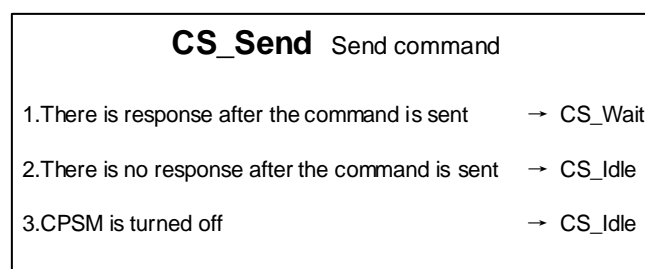 CS_Send Send command
1.There is response after the command is sent → CS_Wait
2.There is no response after the command is sent → CS_Idle
3.CPSM is turned off → CS_Idle